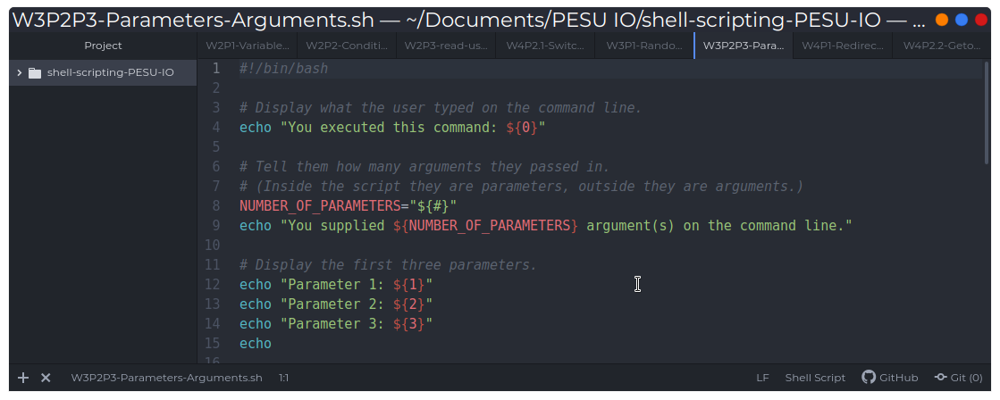 W3P2P3-Parameters-Arguments.sh — ~/Documents/PESU IO/shell-scripting-PESU-IO — ...
Project
W2P1-Variable...
W2P2-Conditi...
W2P3-read-us...
W4P2.1-Switc...
W3P1-Rando...
W3P2P3-Para...
W4P1-Redirec...
W4P2.2-Geto...
shell-scripting-PESU-IO
1 #!/bin/bash
2
3 # Display what the user typed on the command line.
4 echo "You executed this command: ${0}"
5
6 # Tell them how many arguments they passed in.
7 # (Inside the script they are parameters, outside they are arguments.)
8 NUMBER_OF_PARAMETERS="${#}"
9 echo "You supplied ${NUMBER_OF_PARAMETERS} argument(s) on the command line."
10
11 # Display the first three parameters.
12 echo "Parameter 1: ${1}"
13 echo "Parameter 2: ${2}"
14 echo "Parameter 3: ${3}"
15 echo
16
W3P2P3-Parameters-Arguments.sh 1:1 LF Shell Script GitHub Git (0)